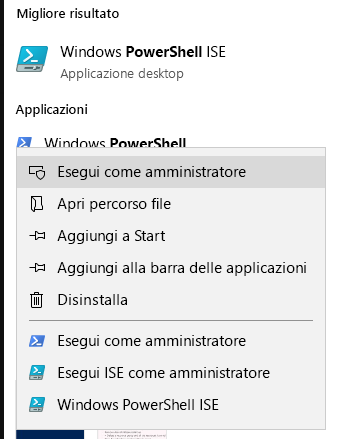 Migliore risultato
Windows PowerShell ISE
Applicazione desktop
Applicazioni
Windows PowerShell
Esegui come amministratore
Apri percorso file
Aggiungi a Start
Aggiungi alla barra delle applicazioni
Disinstalla
Esegui come amministratore
Esegui ISE come amministratore
Windows PowerShell ISE